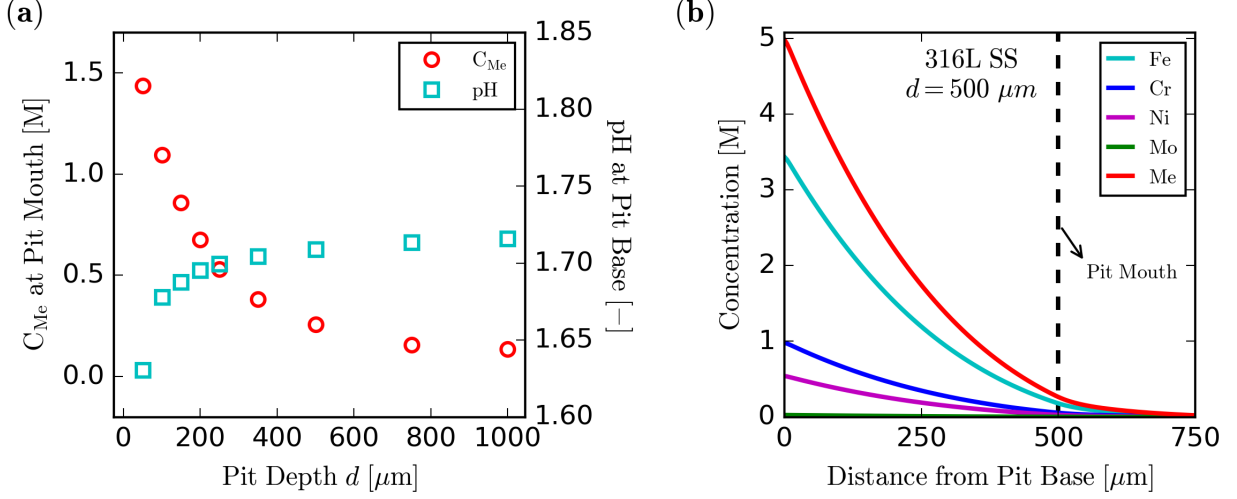 (a)
C_Me at Pit Mouth [M]
1.5
1.0
0.5
0.0
0 200 400 600 800 1000
Pit Depth d [μm]
C_Me
pH
1.85
1.80
1.75
1.70
1.65
1.60
pH at Pit Base [−]
(b)
Concentration [M]
5
4
3
2
1
0
0 250 500 750
Distance from Pit Base [μm]
316L SS
d = 500 μm
Fe
Cr
Ni
Mo
Me
Pit Mouth